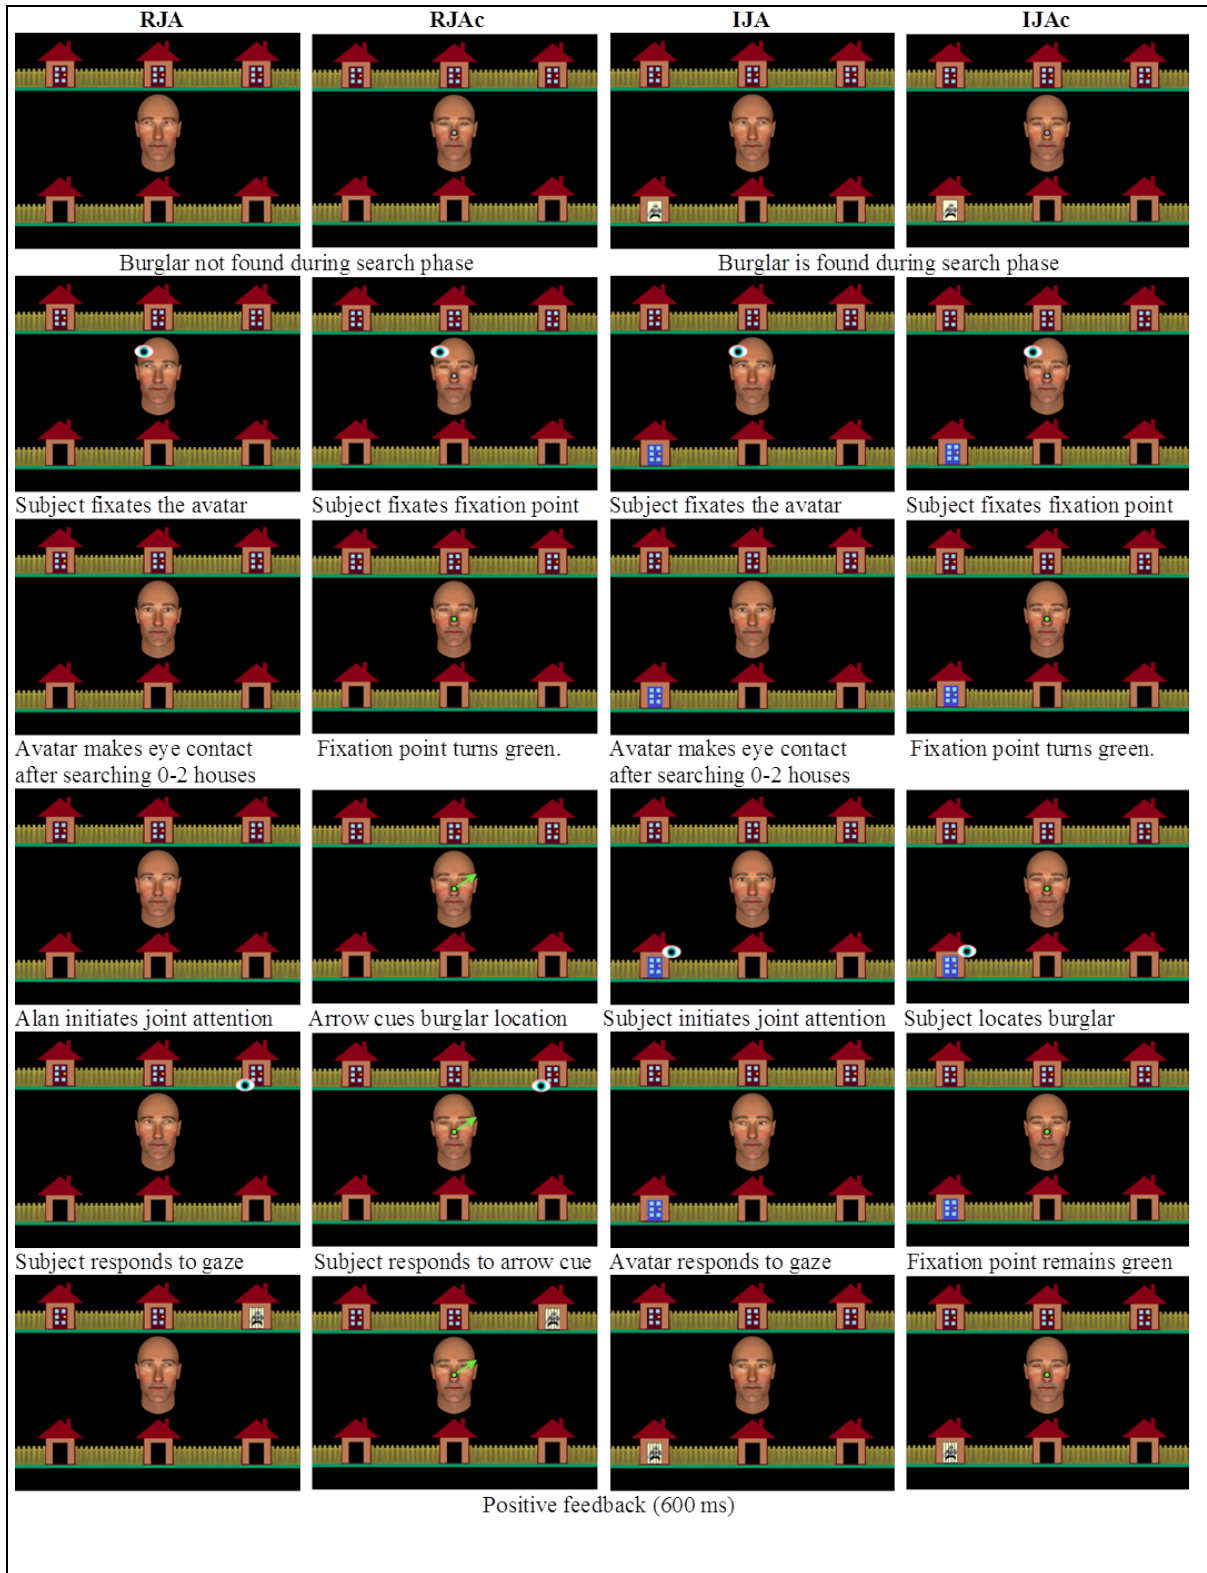 RJA RJAc IJA IJAc
Burglar not found during search phase Burglar is found during search phase
Subject fixates the avatar Subject fixates fixation point Subject fixates the avatar Subject fixates fixation point
Avatar makes eye contact Fixation point turns green. Avatar makes eye contact Fixation point turns green.
after searching 0-2 houses after searching 0-2 houses
Alan initiates joint attention Arrow cues burglar location Subject initiates joint attention Subject locates burglar
Subject responds to gaze Subject responds to arrow cue Avatar responds to gaze Fixation point remains green
Positive feedback (600 ms)